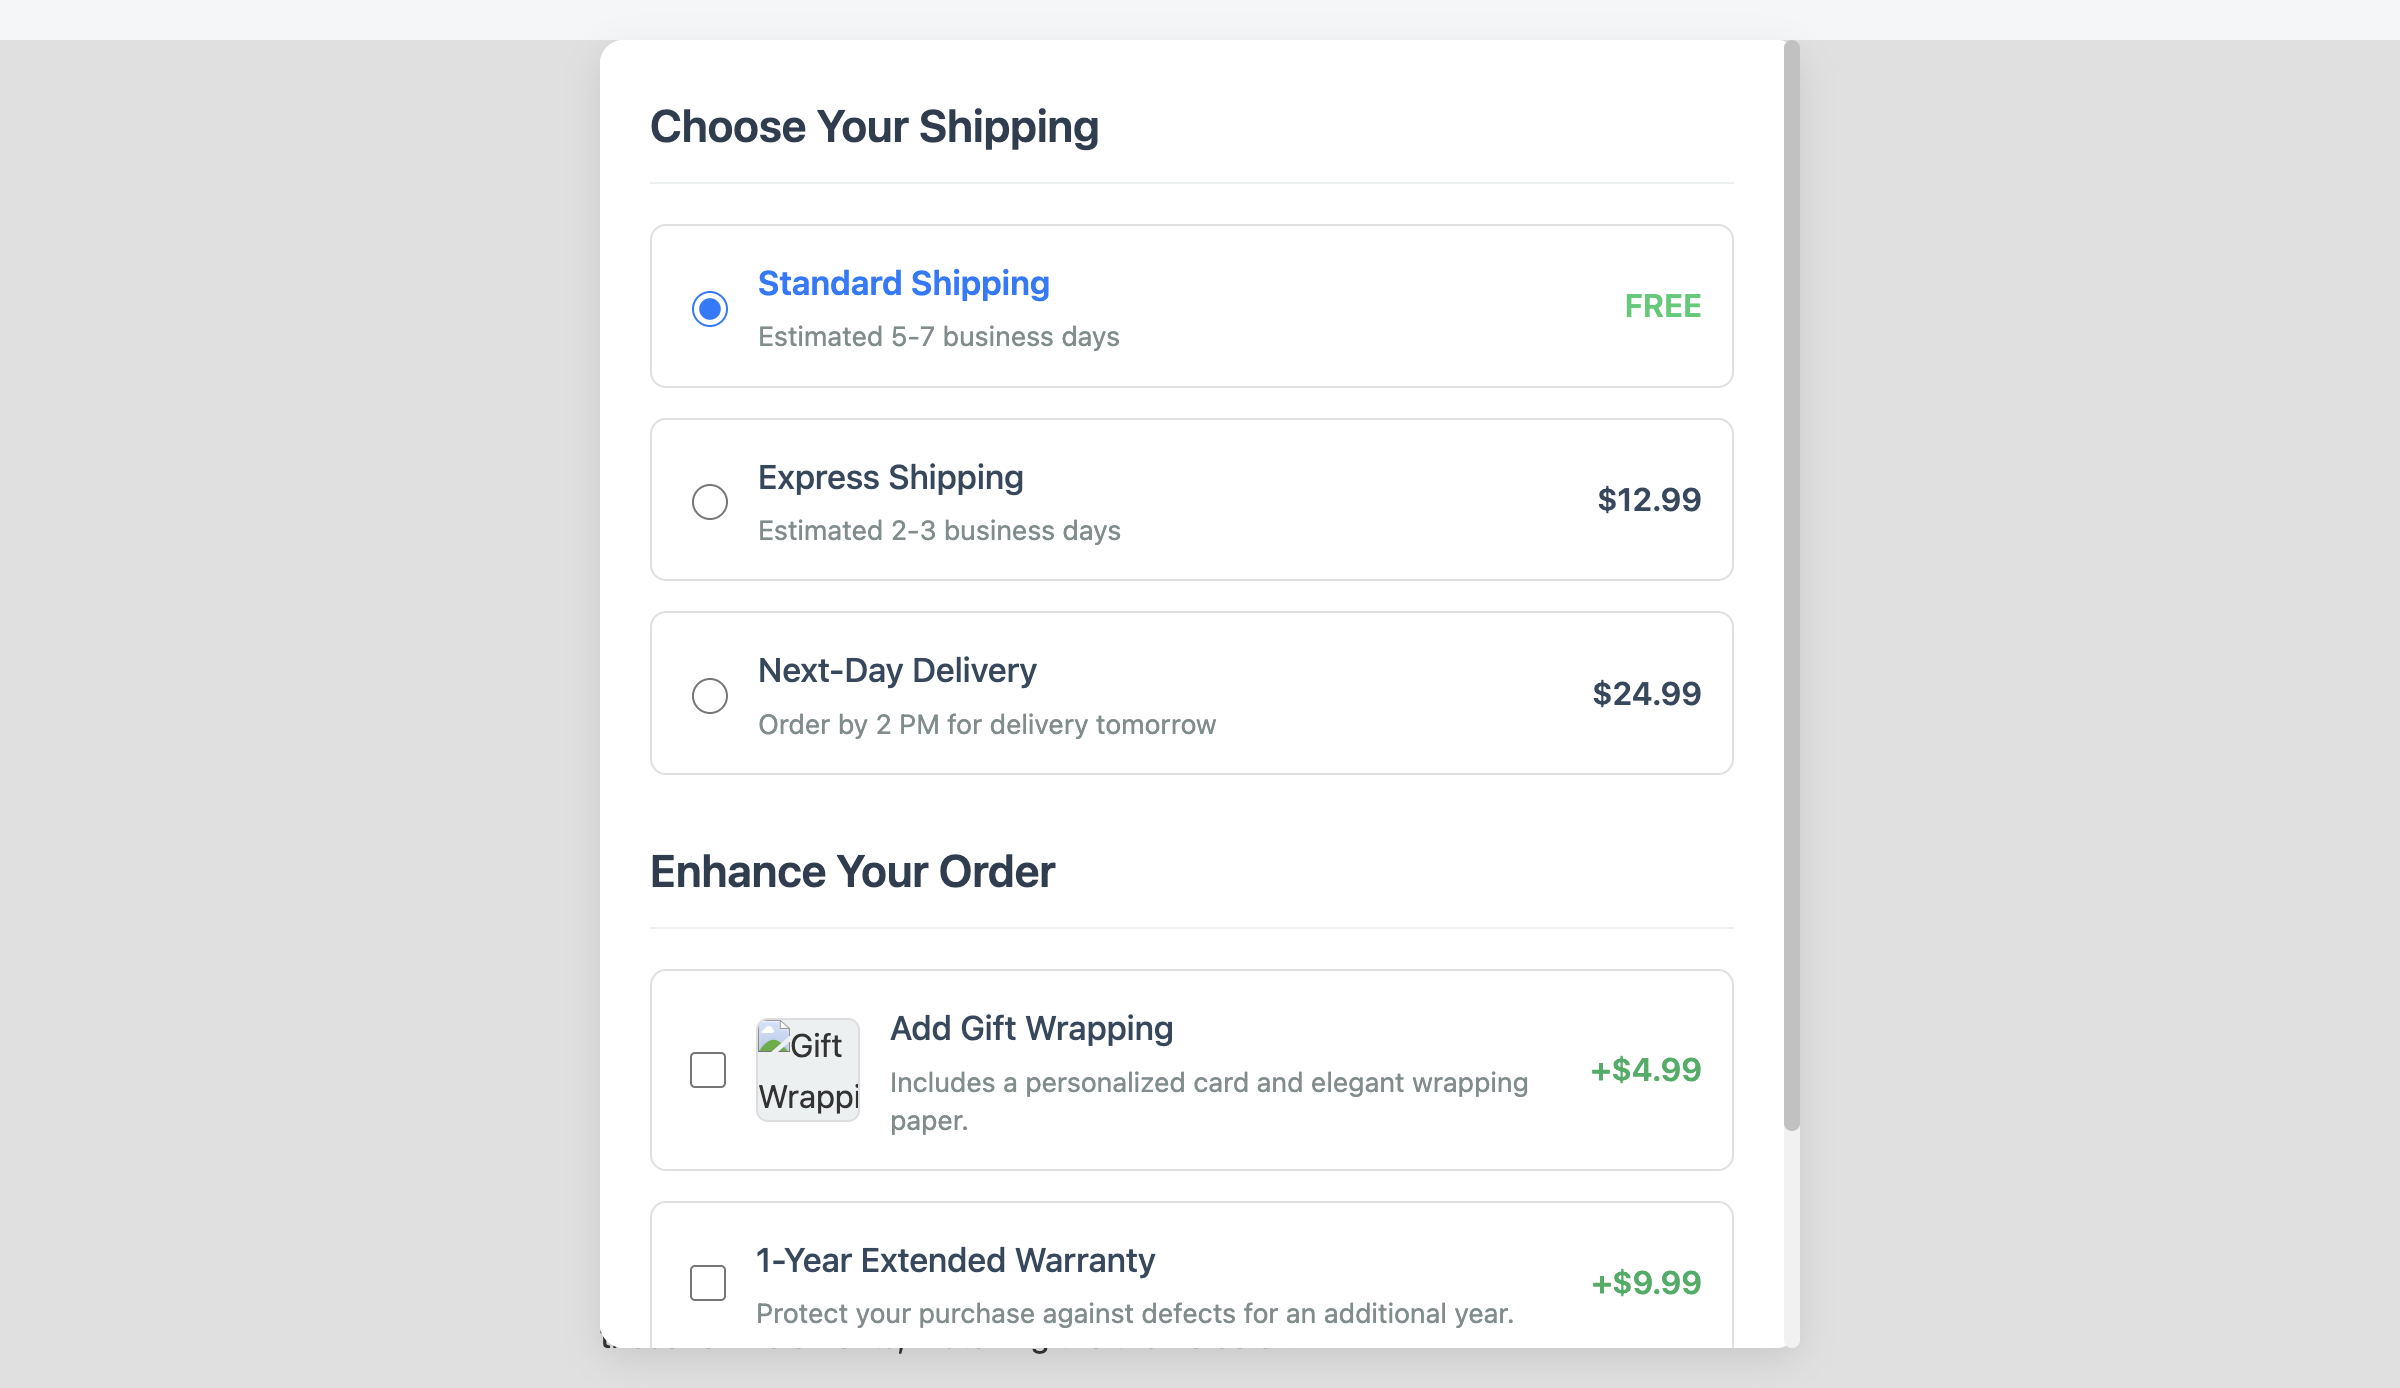 Choose Your Shipping
Standard Shipping
Estimated 5-7 business days
FREE
Express Shipping
Estimated 2-3 business days
$12.99
Next-Day Delivery
Order by 2 PM for delivery tomorrow
$24.99
Enhance Your Order
Gift
Wrappi
Add Gift Wrapping
Includes a personalized card and elegant wrapping
paper.
+$4.99
1-Year Extended Warranty
Protect your purchase against defects for an additional year.
+$9.99